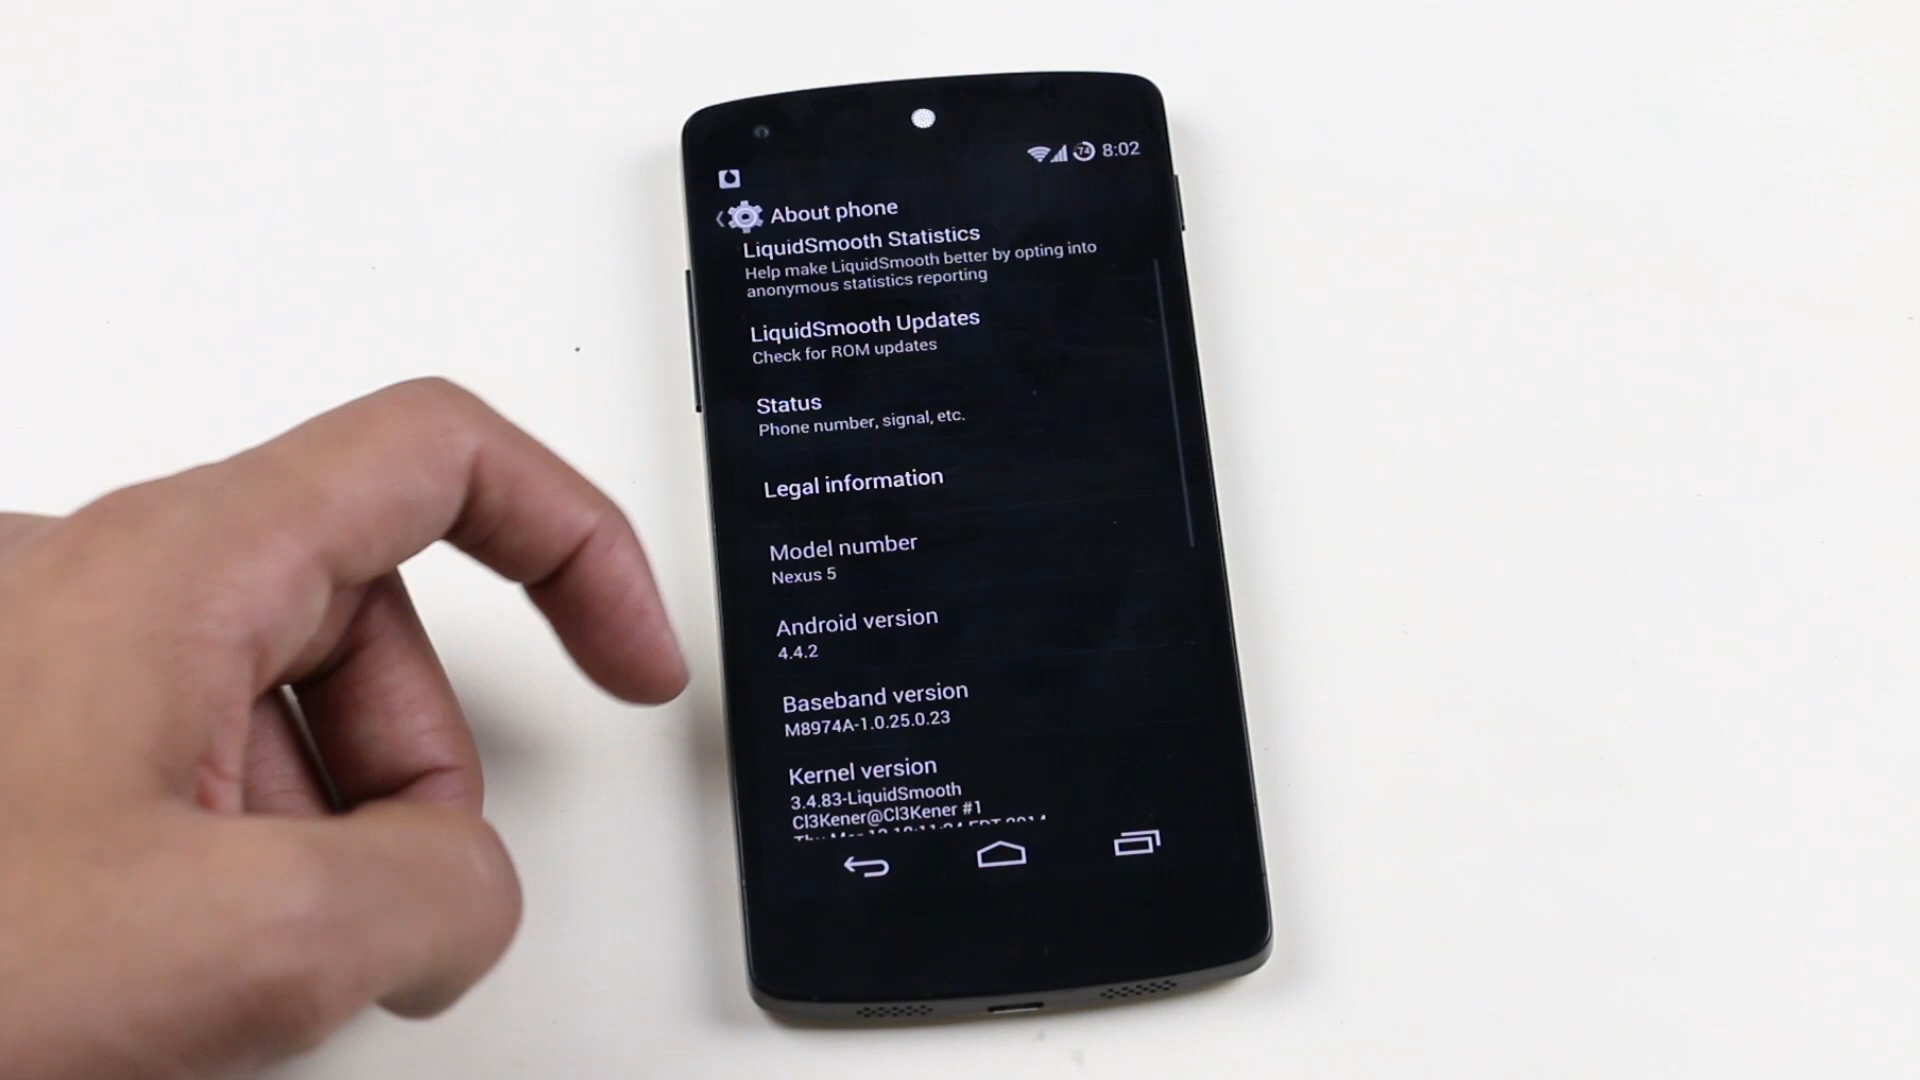 74 8:02
About phone
LiquidSmooth Statistics
Help make LiquidSmooth better by opting into
anonymous statistics reporting
LiquidSmooth Updates
Check for ROM updates
Status
Phone number, signal, etc.
Legal information
Model number
Nexus 5
Android version
4.4.2
Baseband version
M8974A-1.0.25.0.23
Kernel version
3.4.83-LiquidSmooth
Cl3Kener@Cl3Kener #1